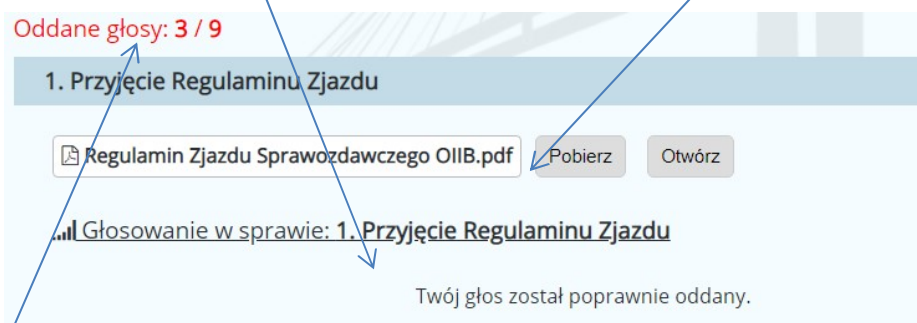 Oddane głosy: 3 / 9
1. Przyjęcie Regulaminu Zjazdu
Regulamin Zjazdu Sprawozdawczego OIIB.pdf Pobierz Otwórz
Głosowanie w sprawie: 1. Przyjęcie Regulaminu Zjazdu
Twój głos został poprawnie oddany.